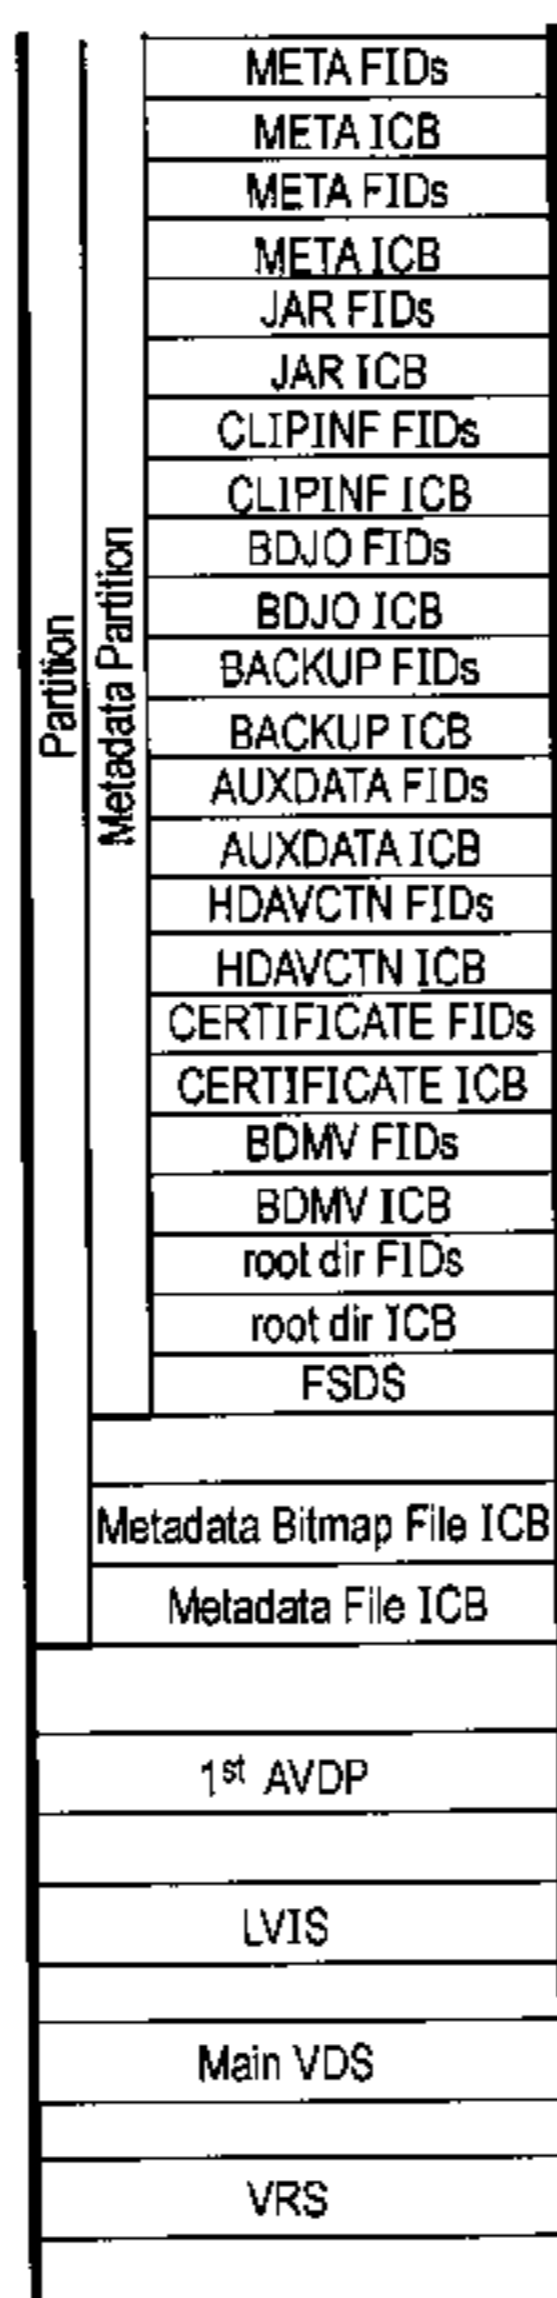 META FIDs
META ICB
META FIDs
META ICB
JAR FIDs
JAR ICB
CLIPINF FIDs
CLIPINF ICB
BDJO FIDs
BDJO ICB
BACKUP FIDs
BACKUP ICB
AUXDATA FIDs
AUXDATA ICB
HDAVCTN FIDs
HDAVCTN ICB
CERTIFICATE FIDs
CERTIFICATE ICB
BDMV FIDs
BDMV ICB
root dir FIDs
root dir ICB
FSDS
Metadata Partition
Partition
Metadata Bitmap File ICB
Metadata File ICB
1st AVDP
LVIS
Main VDS
VRS